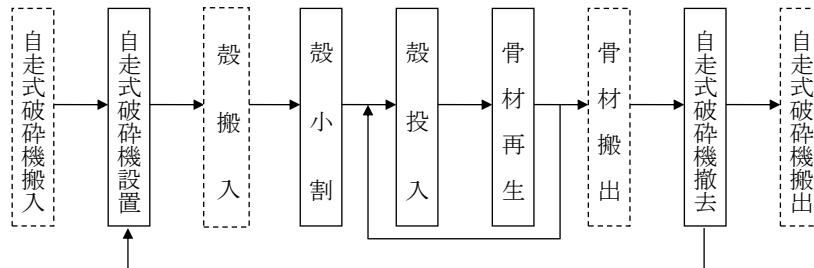 自走式破砕機搬入
自走式破砕機設置
殻搬入
殻小割
殻投入
骨材再生
骨材搬出
自走式破砕機撤去
自走式破砕機搬出